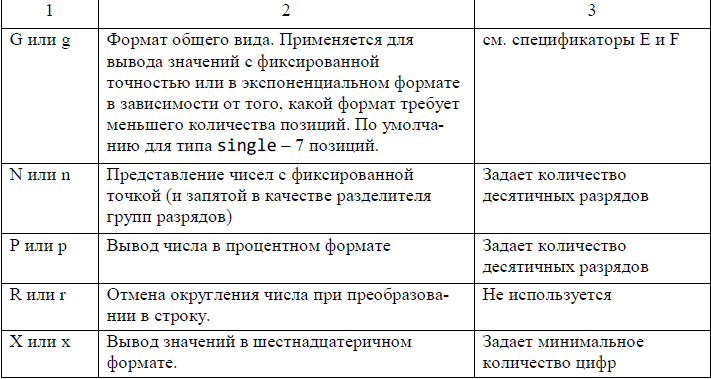 1 2 3
G или g Формат общего вида. Применяется для см. спецификаторы E и F
вывода значений с фиксированной
точностью или в экспоненциальном формате
в зависимости от того, какой формат требует
меньшего количества позиций. По умолча-
нию для типа single – 7 позиций.
N или n Представление чисел с фиксированной Задает количество
точкой (и запятой в качестве разделителя десятичных разрядов
групп разрядов)
P или p Вывод числа в процентном формате Задает количество
десятичных разрядов
R или r Отмена округления числа при преобразова- Не используется
нии в строку.
X или x Вывод значений в шестнадцатеричном Задает минимальное
формате. количество цифр